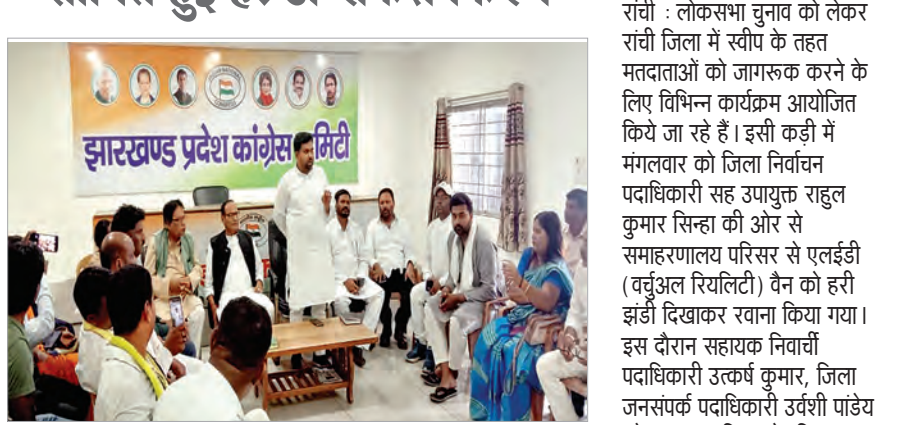 झारखण्ड प्रदेश कांग्रेस मिटी
रांची : लोकसभा चुनाव को लेकर
रांची जिला में स्वीप के तहत
मतदाताओं को जागरूक करने के
लिए विभिन्न कार्यक्रम आयोजित
किये जा रहे हैं। इसी कड़ी में
मंगलवार को जिला निर्वाचन
पदाधिकारी सह उपायुक्त राहुल
कुमार सिन्हा की ओर से
समाहरणालय परिसर से एलईडी
(वर्चुअल रियलिटी) वैन को हरी
झंडी दिखाकर रवाना किया गया।
इस दौरान सहायक निवार्ची
पदाधिकारी उत्कर्ष कुमार, जिला
जनसंपर्क पदाधिकारी उर्वशी पांडेय